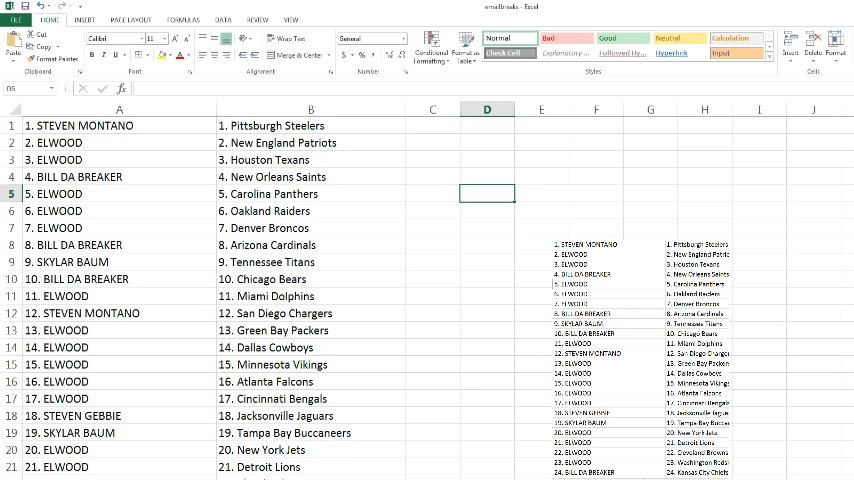 emailbreaks - Excel
FILE HOME INSERT PAGE LAYOUT FORMULAS DATA REVIEW VIEW
Paste
Cut
Copy
Format Painter
Calibri 11
B I U
Wrap Text
Merge & Center
General
$ % ,
Conditional Formatting
Format as Table
Normal Bad Good Neutral Calculation
Check Cell Explanatory ... Followed Hy... Hyperlink Input
Insert Delete Format
Clipboard Font Alignment Number Styles Cells
D5 fx
A B C D E F G H I J
1 1. STEVEN MONTANO 1. Pittsburgh Steelers
2 2. ELWOOD 2. New England Patriots
3 3. ELWOOD 3. Houston Texans
4 4. BILL DA BREAKER 4. New Orleans Saints
5 5. ELWOOD 5. Carolina Panthers
6 6. ELWOOD 6. Oakland Raiders
7 7. ELWOOD 7. Denver Broncos
8 8. BILL DA BREAKER 8. Arizona Cardinals
9 9. SKYLAR BAUM 9. Tennessee Titans
10 10. BILL DA BREAKER 10. Chicago Bears
11 11. ELWOOD 11. Miami Dolphins
12 12. STEVEN MONTANO 12. San Diego Chargers
13 13. ELWOOD 13. Green Bay Packers
14 14. ELWOOD 14. Dallas Cowboys
15 15. ELWOOD 15. Minnesota Vikings
16 16. ELWOOD 16. Atlanta Falcons
17 17. ELWOOD 17. Cincinnati Bengals
18 18. STEVEN GEBBIE 18. Jacksonville Jaguars
19 19. SKYLAR BAUM 19. Tampa Bay Buccaneers
20 20. ELWOOD 20. New York Jets
21 21. ELWOOD 21. Detroit Lions
1. STEVEN MONTANO 1. Pittsburgh Steelers
2. ELWOOD 2. New England Patric
3. ELWOOD 3. Houston Texans
4. BILL DA BREAKER 4. New Orleans Saints
5. ELWOOD 5. Carolina Panthers
6. ELWOOD 6. Oakland Raiders
7. ELWOOD 7. Denver Broncos
8. BILL DA BREAKER 8. Arizona Cardinals
9. SKYLAR BAUM 9. Tennessee Titans
10. BILL DA BREAKER 10. Chicago Bears
11. ELWOOD 11. Miami Dolphins
12. STEVEN MONTANO 12. San Diego Charger
13. ELWOOD 13. Green Bay Packers
14. ELWOOD 14. Dallas Cowboys
15. ELWOOD 15. Minnesota Vikings
16. ELWOOD 16. Atlanta Falcons
17. ELWOOD 17. Cincinnati Bengals
18. STEVEN GEBBIE 18. Jacksonville Jaguar
19. SKYLAR BAUM 19. Tampa Bay Buccan
20. ELWOOD 20. New York Jets
21. ELWOOD 21. Detroit Lions
22. ELWOOD 22. Cleveland Browns
23. ELWOOD 23. Washington Redsk
24. BILL DA BREAKER 24. Kansas City Chiefs